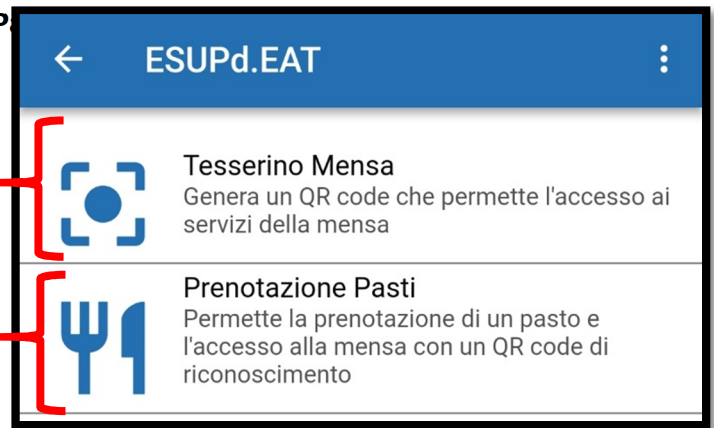 ESUPd.EAT
Tesserino Mensa
Genera un QR code che permette l'accesso ai
servizi della mensa
Prenotazione Pasti
Permette la prenotazione di un pasto e
l'accesso alla mensa con un QR code di
riconoscimento